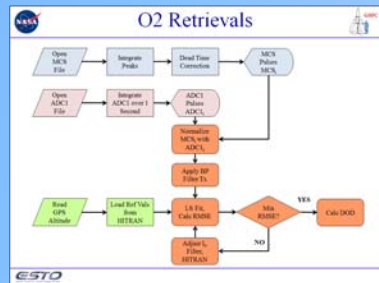 NASA
O2 Retrievals
Open
MCS
File
Integrate
Peaks
Dead Time
Correction
MCS
Pulses
MCSi
Open
ADC1
File
Integrate
ADC1 over 1
Second
ADC1
Pulses
ADC1i
Normalize
MCSi with
ADC1i
Apply BP
Filter Tx
Read
GPS
Altitude
Load Ref Vals
from
HITRAN
LS Fit,
Calc RMSE
Min
RMSE?
YES
Calc DOD
NO
Filter,
HITRAN
ESTO